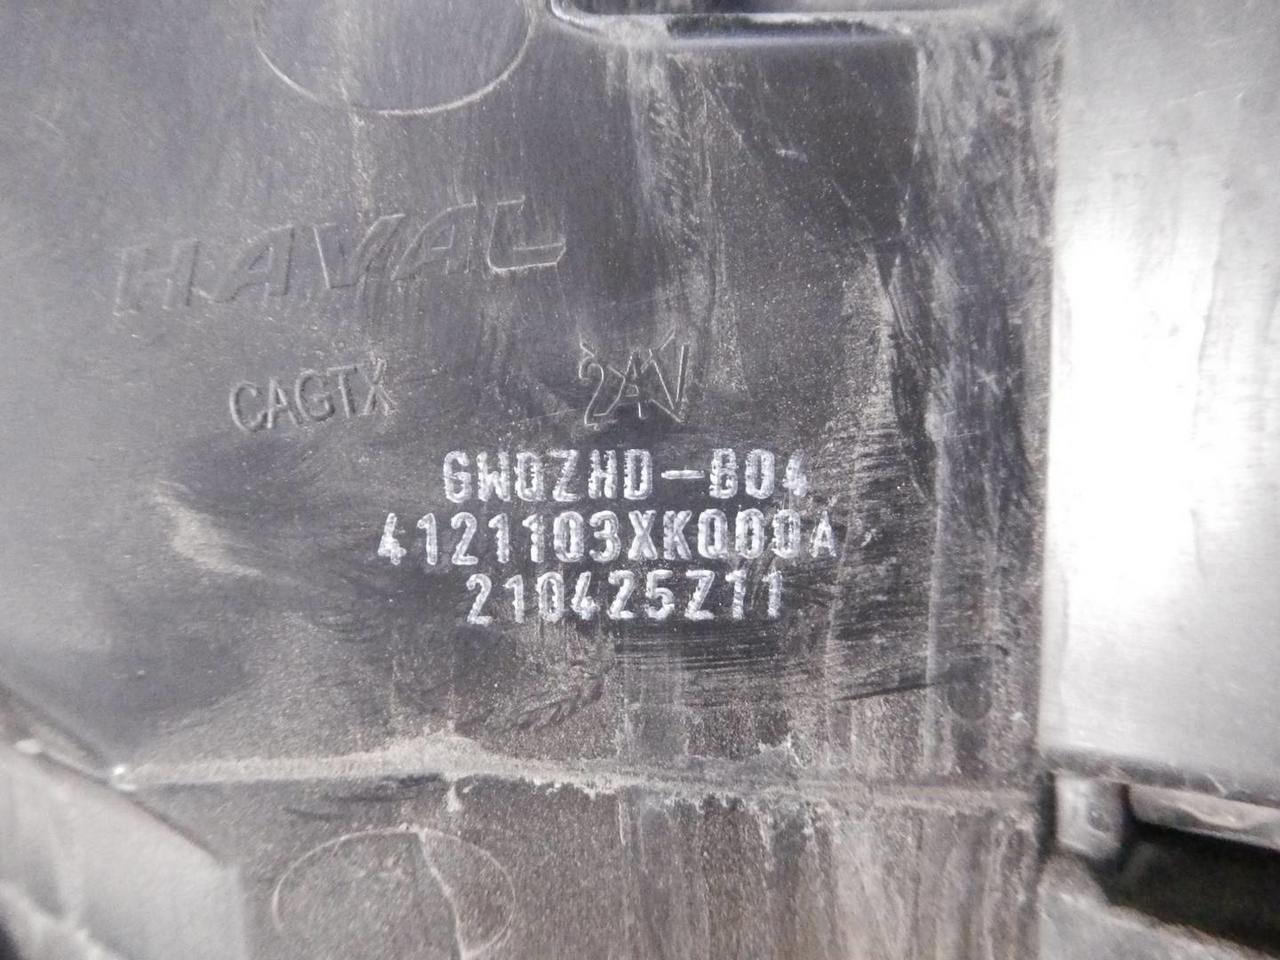 HAVAL
CAGTX 2AV
GWQZHD-B04
4121103XKQ00A
210425Z11